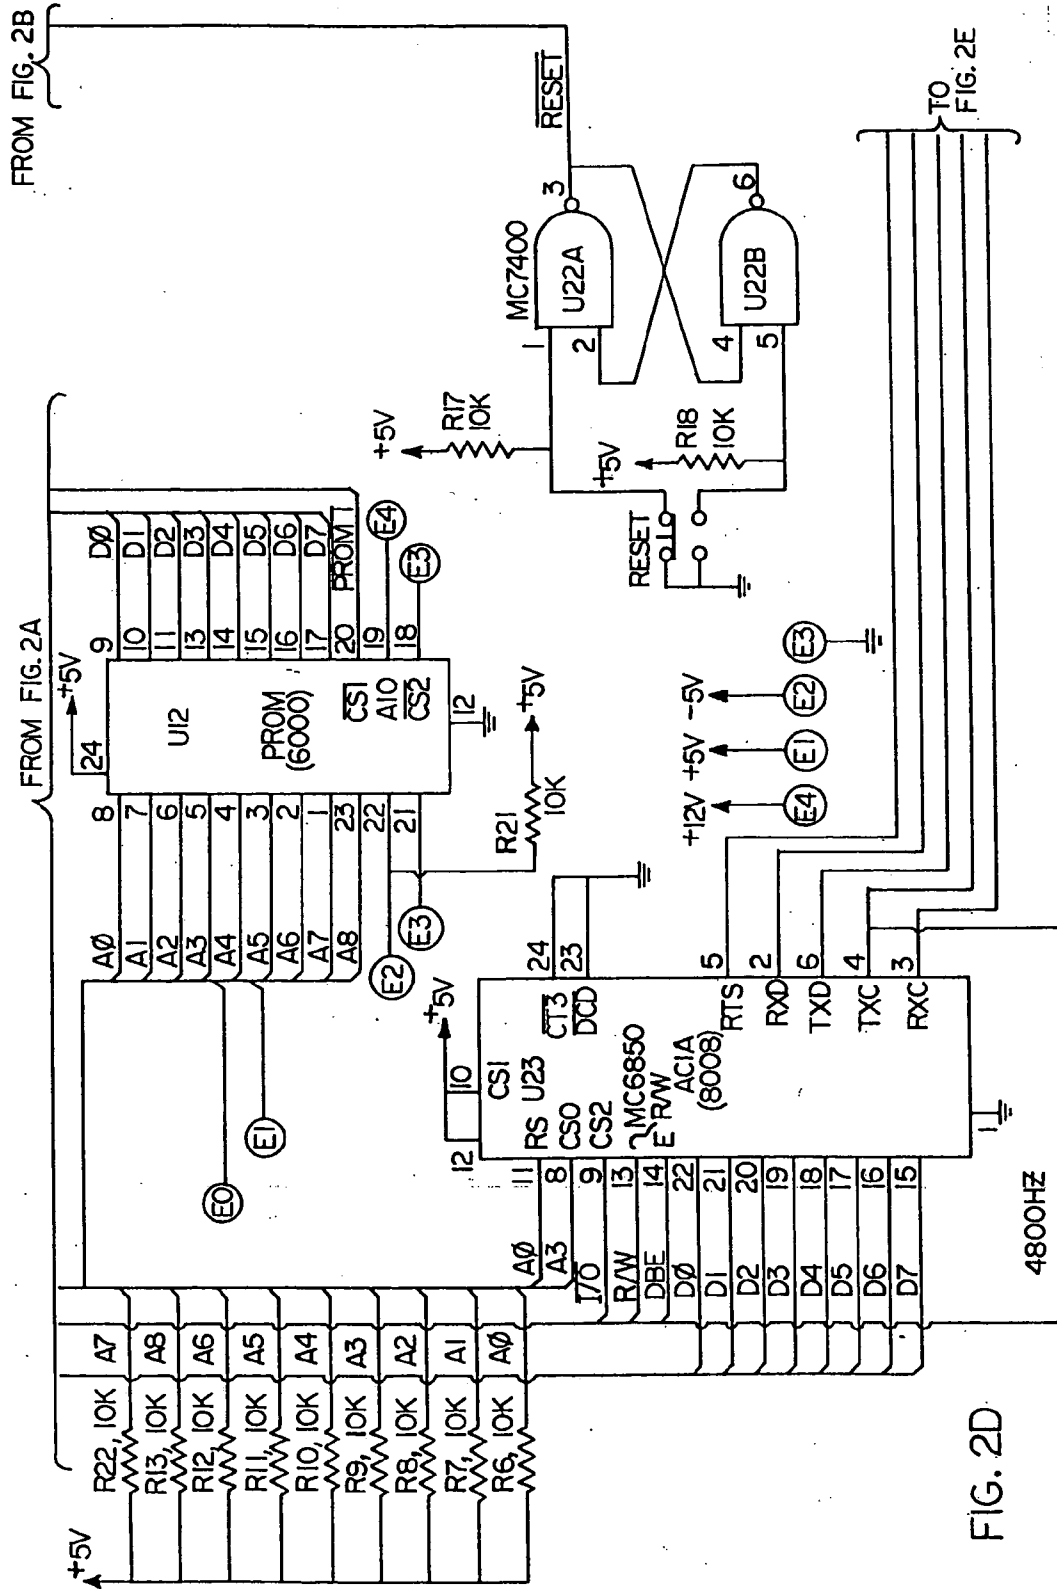 FROM FIG. 2A
FROM FIG. 2B
+5V
R22, 10K A7
R13, 10K A8
R12, 10K A6
R11, 10K A5
R10, 10K A4
R9, 10K A3
R8, 10K A2
R7, 10K A1
R6, 10K AØ
AØ 8
A1 7
A2 6
A3 5
A4 4
A5 3
A6 2
A7 1
A8 23
22
21
E0
E1
E2
E3
24
+5V
U12
PROM
(6000)
CS1
A10
CS2
12
9 DØ
10 D1
11 D2
13 D3
14 D4
15 D5
16 D6
17 D7
20 PROM 1
19 E4
18 E3
R21
10K
+5V
+5V
R17
10K
+5V
R18
10K
RESET
MC7400
1
2
U22A
3
RESET
4
5
U22B
6
+5V
12 10
CS1
U23
MC6850
ACIA
(8008)
AØ 11 RS
A3 8 CS0
I/O 9 CS2
R/W 13 R/W
DBE 14 E
DØ 22
D1 21
D2 20
D3 19
D4 18
D5 17
D6 16
D7 15
CT3 24
DCD 23
RTS 5
RXD 2
TXD 6
TXC 4
RXC 3
1
+12V +5V -5V
E4 E1 E2 E3
TO
FIG. 2E
4800HZ
FIG. 2D